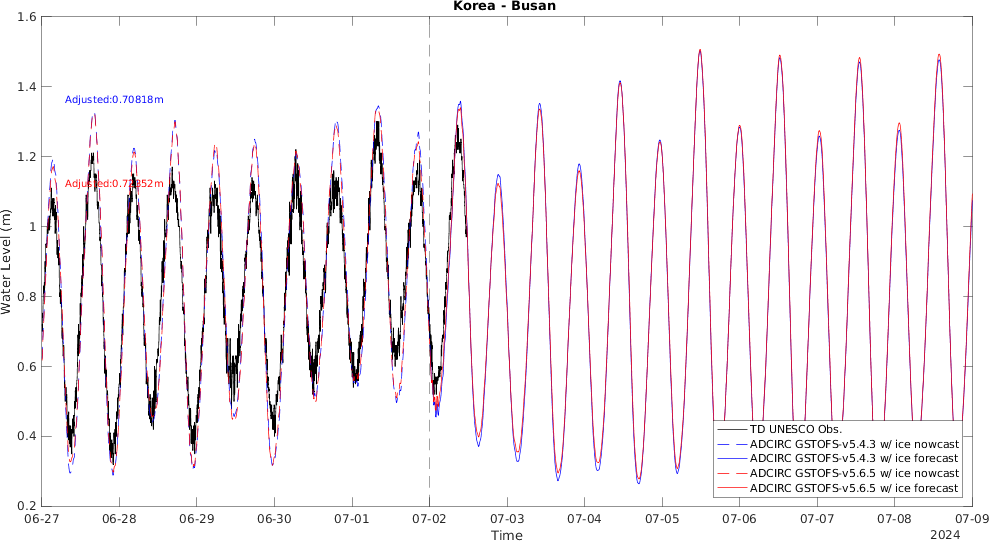 Korea - Busan
1.6
1.4
1.2
1
0.8
0.6
0.4
0.2
Water Level (m)
Adjusted:0.70818m
TD UNESCO Obs.
ADCIRC GSTOFS-v5.4.3 w/ ice nowcast
ADCIRC GSTOFS-v5.4.3 w/ ice forecast
ADCIRC GSTOFS-v5.6.5 w/ ice nowcast
ADCIRC GSTOFS-v5.6.5 w/ ice forecast
06-27 06-28 06-29 06-30 07-01 07-02 07-03 07-04 07-05 07-06 07-07 07-08 07-09
Time
2024